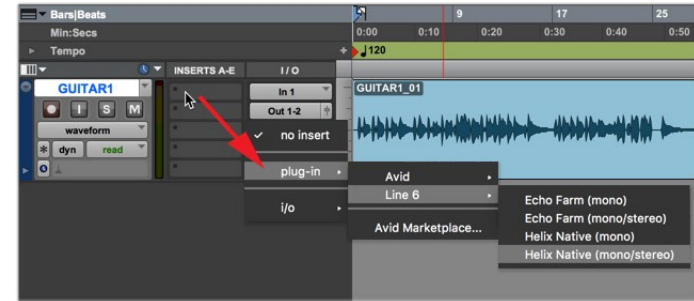 Bars|Beats 9 17 25
Min:Secs 0:00 0:10 0:20 0:30 0:40 0:50
Tempo + 120
INSERTS A-E I / O
GUITAR1 In 1 GUITAR1_01
I S M Out 1-2
waveform ✓ no insert
* dyn read
plug-in Avid
Line 6 Echo Farm (mono)
i/o Echo Farm (mono/stereo)
Avid Marketplace... Helix Native (mono)
Helix Native (mono/stereo)